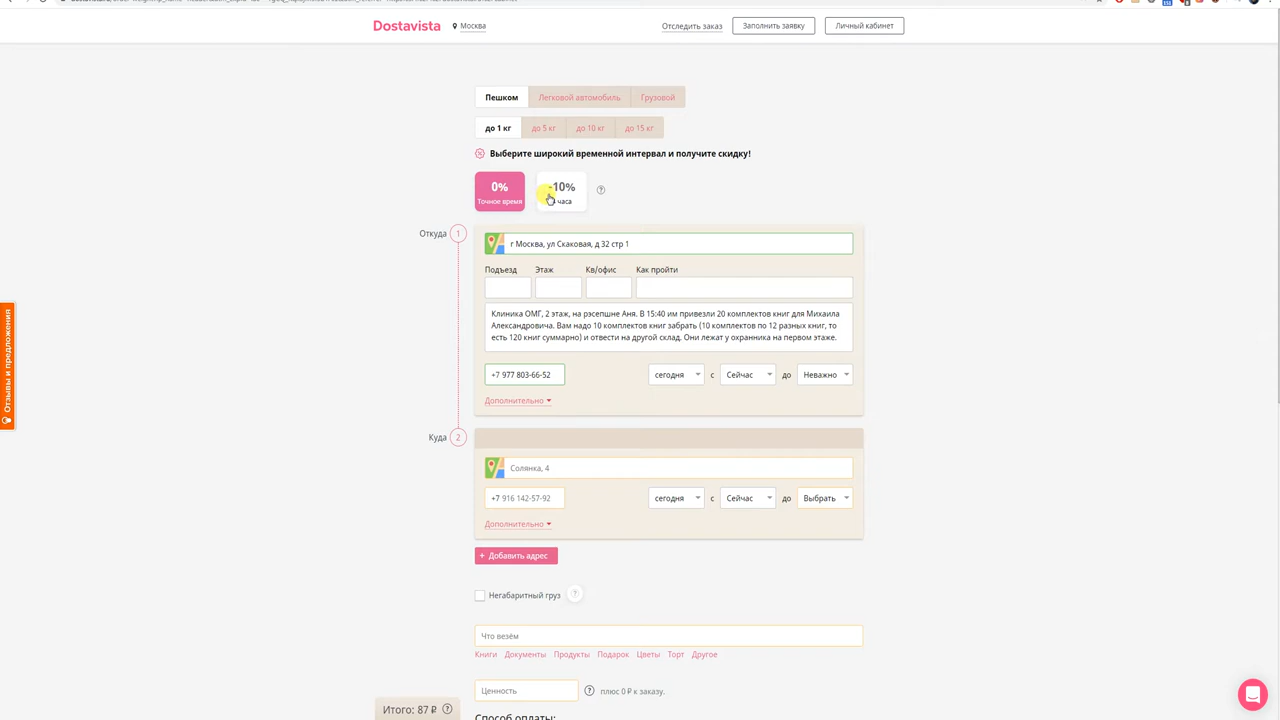 Dostavista
Москва
Отследить заказ
Заполнить заявку
Личный кабинет
Пешком
Легковой автомобиль
Грузовой
до 1 кг
до 5 кг
до 10 кг
до 15 кг
Выберите широкий временной интервал и получите скидку!
0%
Точное время
-10%
часа
?
Откуда
1
г Москва, ул Скаковая, д 32 стр 1
Подъезд
Этаж
Кв/офис
Как пройти
Клиника ОМГ, 2 этаж, на рэсепшне Аня. В 15:40 им привезли 20 комплектов книг для Михаила
Александровича. Вам надо 10 комплектов книг забрать (10 комплектов по 12 разных книг, то
есть 120 книг суммарно) и отвести на другой склад. Они лежат у охранника на первом этаже.
+7 977 803-66-52
сегодня
с
Сейчас
до
Неважно
Дополнительно
Куда
2
Солянка, 4
+7 916 142-57-92
сегодня
с
Сейчас
до
Выбрать
Дополнительно
+ Добавить адрес
Негабаритный груз
?
Что везём
Книги
Документы
Продукты
Подарок
Цветы
Торт
Другое
Ценность
?
плюс 0 ₽ к заказу.
Итого: 87 ₽
?
Способ оплаты:
Отзывы и предложения